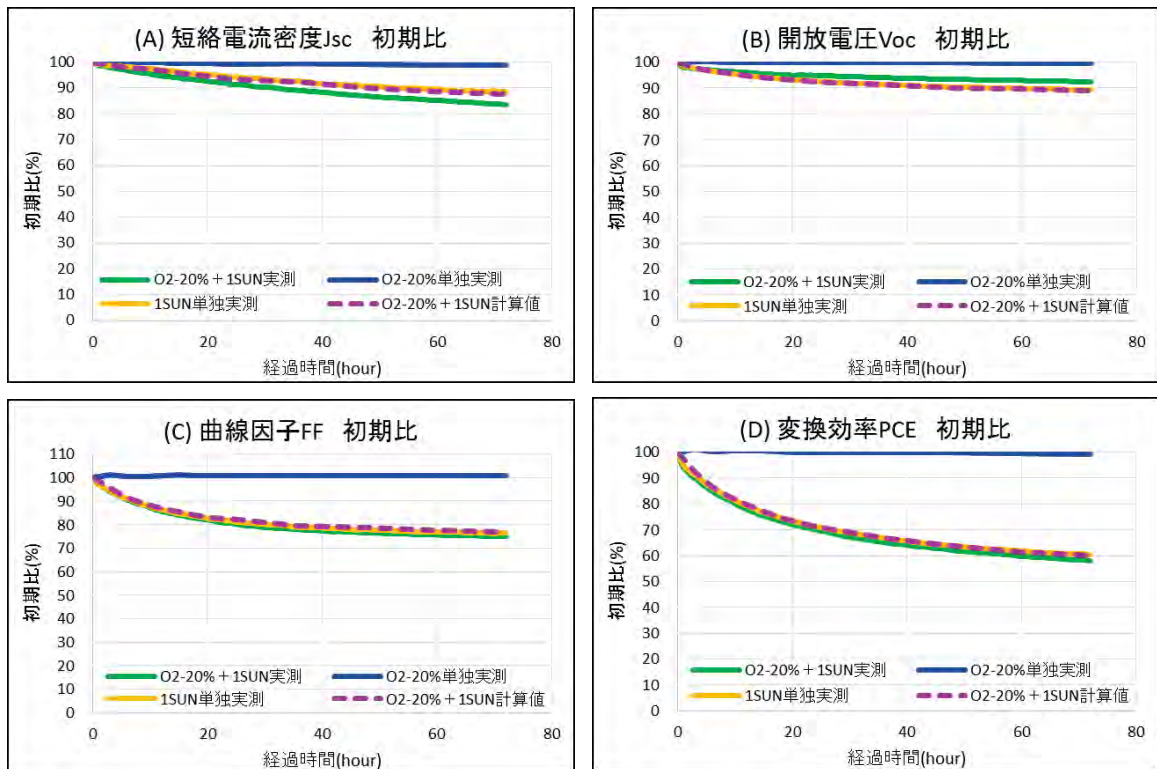 (A) 短絡電流密度Jsc 初期比
初期比(%)
100
90
80
70
60
50
40
30
20
10
0
O2-20%+1SUN実測
O2-20%単独実測
1SUN単独実測
O2-20%+1SUN計算値
0 20 40 60 80
経過時間(hour)
(B) 開放電圧Voc 初期比
初期比(%)
100
90
80
70
60
50
40
30
20
10
0
O2-20%+1SUN実測
O2-20%単独実測
1SUN単独実測
O2-20%+1SUN計算値
0 20 40 60 80
経過時間(hour)
(C) 曲線因子FF 初期比
初期比(%)
110
100
90
80
70
60
50
40
30
20
10
0
O2-20%+1SUN実測
O2-20%単独実測
1SUN単独実測
O2-20%+1SUN計算値
0 20 40 60 80
経過時間(hour)
(D) 変換効率PCE 初期比
初期比(%)
100
90
80
70
60
50
40
30
20
10
0
O2-20%+1SUN実測
O2-20%単独実測
1SUN単独実測
O2-20%+1SUN計算値
0 20 40 60 80
経過時間(hour)